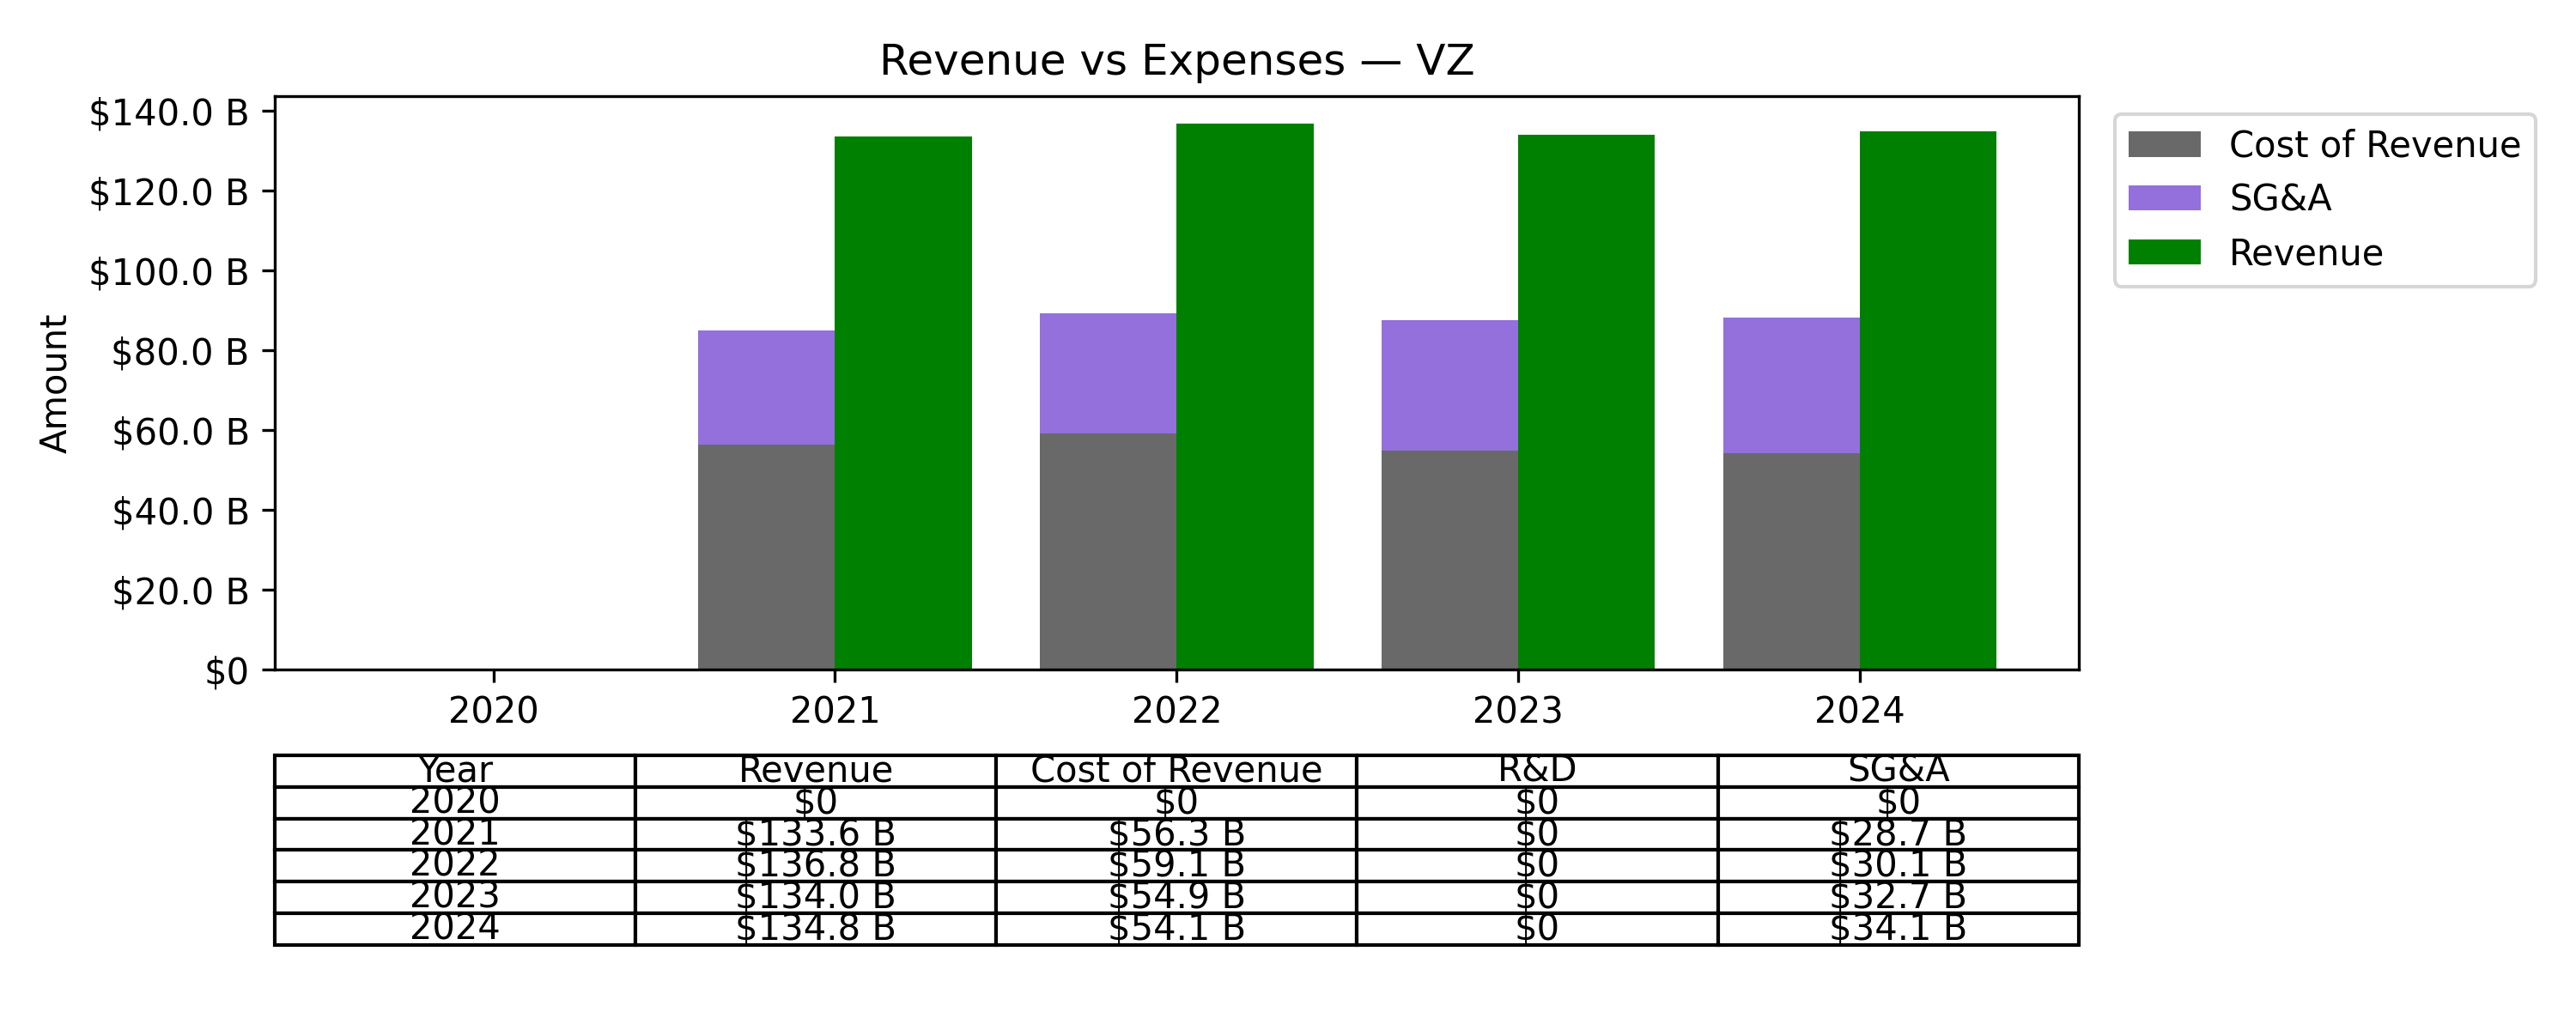 Revenue vs Expenses — VZ
Amount
$140.0 B
$120.0 B
$100.0 B
$80.0 B
$60.0 B
$40.0 B
$20.0 B
$0
2020 2021 2022 2023 2024
Cost of Revenue
SG&A
Revenue
Year Revenue Cost of Revenue R&D SG&A
2020 $0 $0 $0 $0
2021 $133.6 B $56.3 B $0 $28.7 B
2022 $136.8 B $59.1 B $0 $30.1 B
2023 $134.0 B $54.9 B $0 $32.7 B
2024 $134.8 B $54.1 B $0 $34.1 B